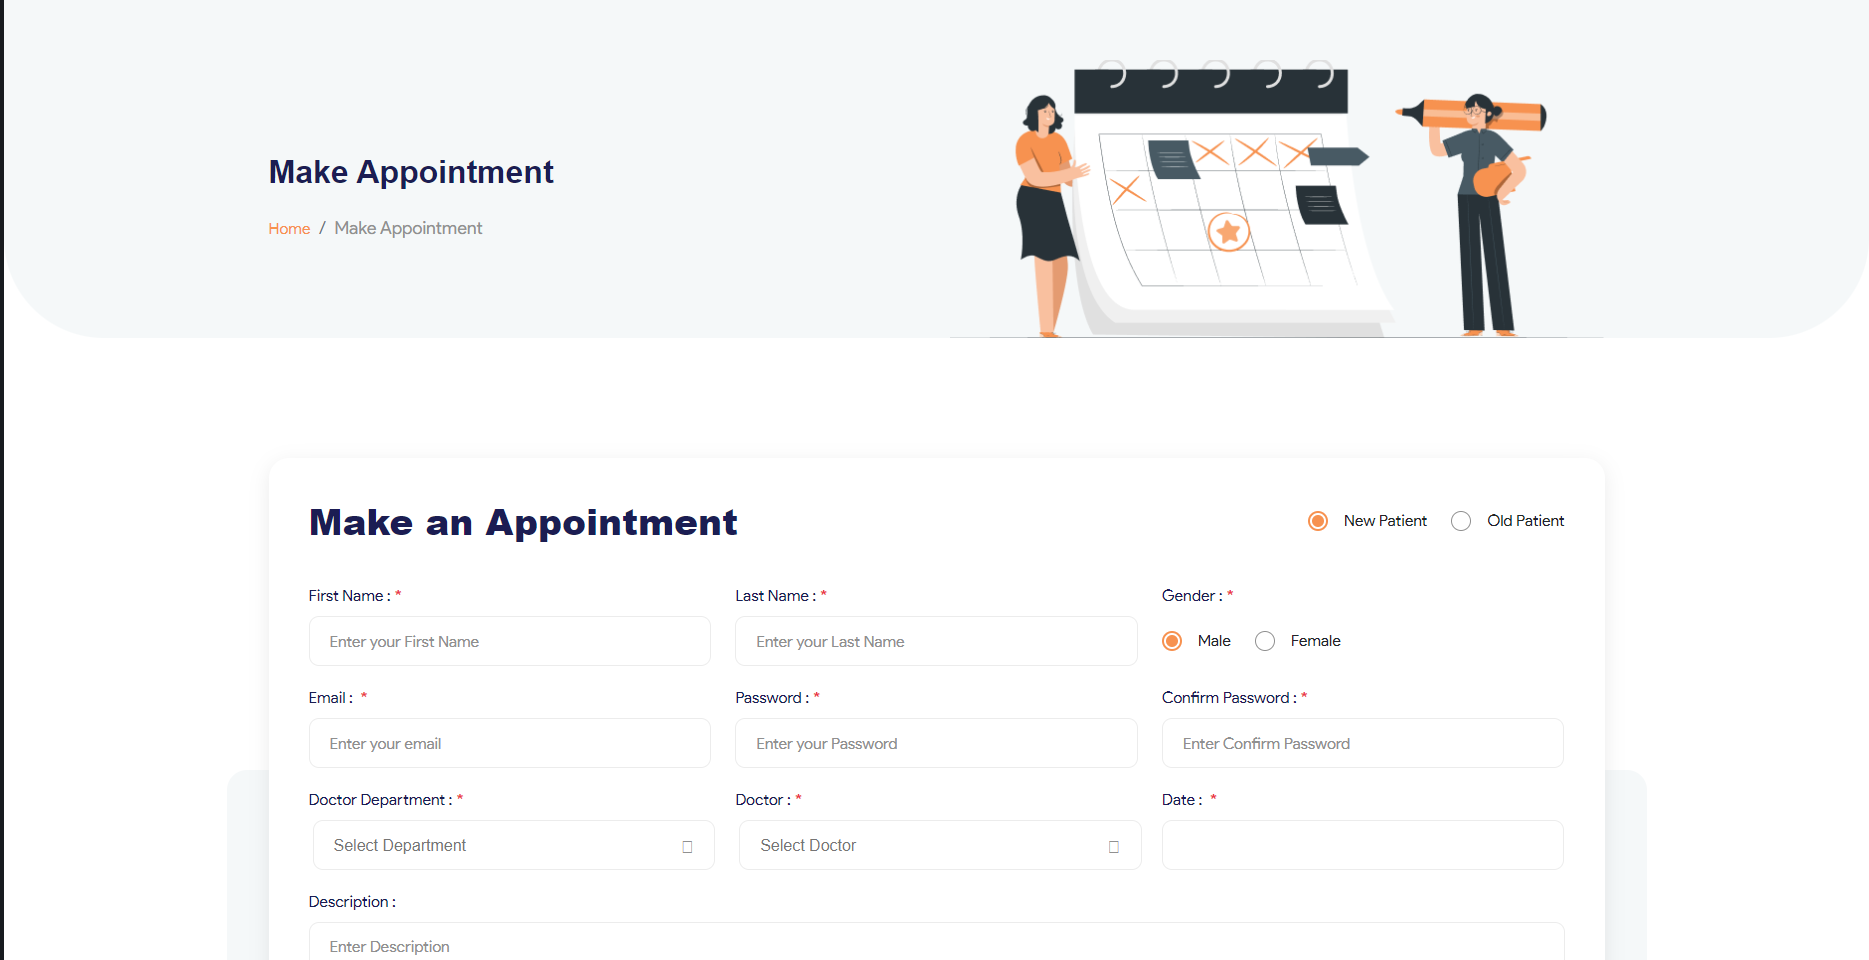 Make Appointment
Home / Make Appointment
Make an Appointment
New Patient Old Patient
First Name : * Last Name : * Gender : *
Enter your First Name Enter your Last Name Male Female
Email : * Password : * Confirm Password : *
Enter your email Enter your Password Enter Confirm Password
Doctor Department : * Doctor : * Date : *
Select Department Select Doctor
Description :
Enter Description